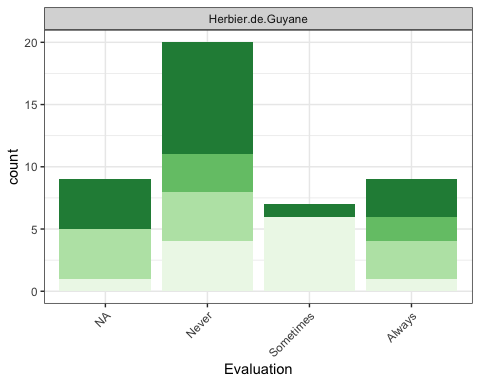 Herbier.de.Guyane
20
15
10
5
0
count
NA
Never
Sometimes
Always
Evaluation